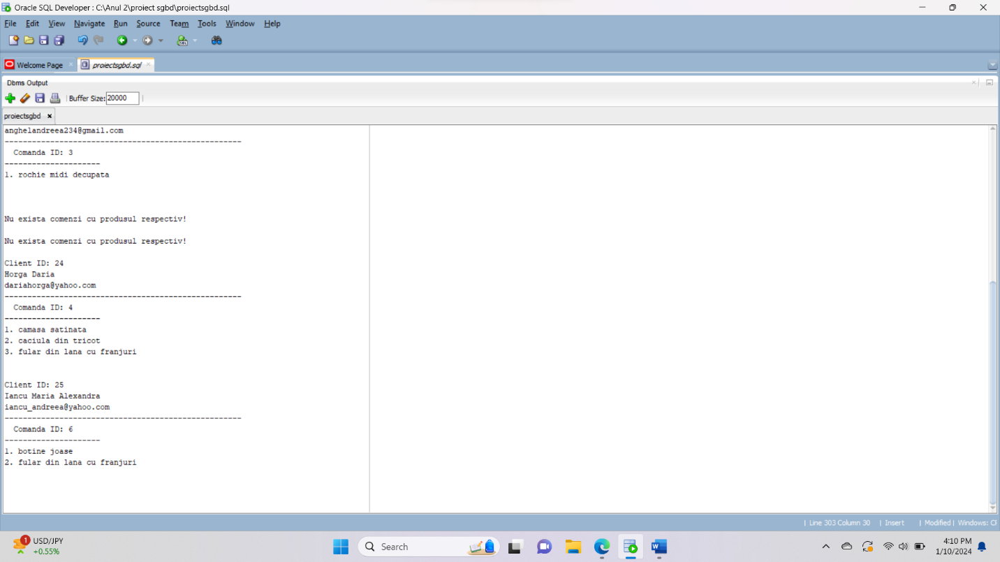 Oracle SQL Developer : C:\Anul 2\proiect sgbd\proiectsgbd.sql
File Edit View Navigate Run Source Team Tools Window Help
Welcome Page proiectsgbd.sql
Dbms Output
Buffer Size: 20000
proiectsgbd
anghelandreea234@gmail.com
----------------------------------------------------
Comanda ID: 3
---------------------
1. rochie midi decupata
Nu exista comenzi cu produsul respectiv!
Nu exista comenzi cu produsul respectiv!
Client ID: 24
Horga Daria
dariahorga@yahoo.com
----------------------------------------------------
Comanda ID: 4
---------------------
1. camasa satinata
2. caciula din tricot
3. fular din lana cu franjuri
Client ID: 25
Iancu Maria Alexandra
iancu_andreea@yahoo.com
----------------------------------------------------
Comanda ID: 6
---------------------
1. botine joase
2. fular din lana cu franjuri
| Line 303 Column 30 | Insert | Modified | Windows: C
1 USD/JPY
+0.55%
Search
4:10 PM
1/10/2024